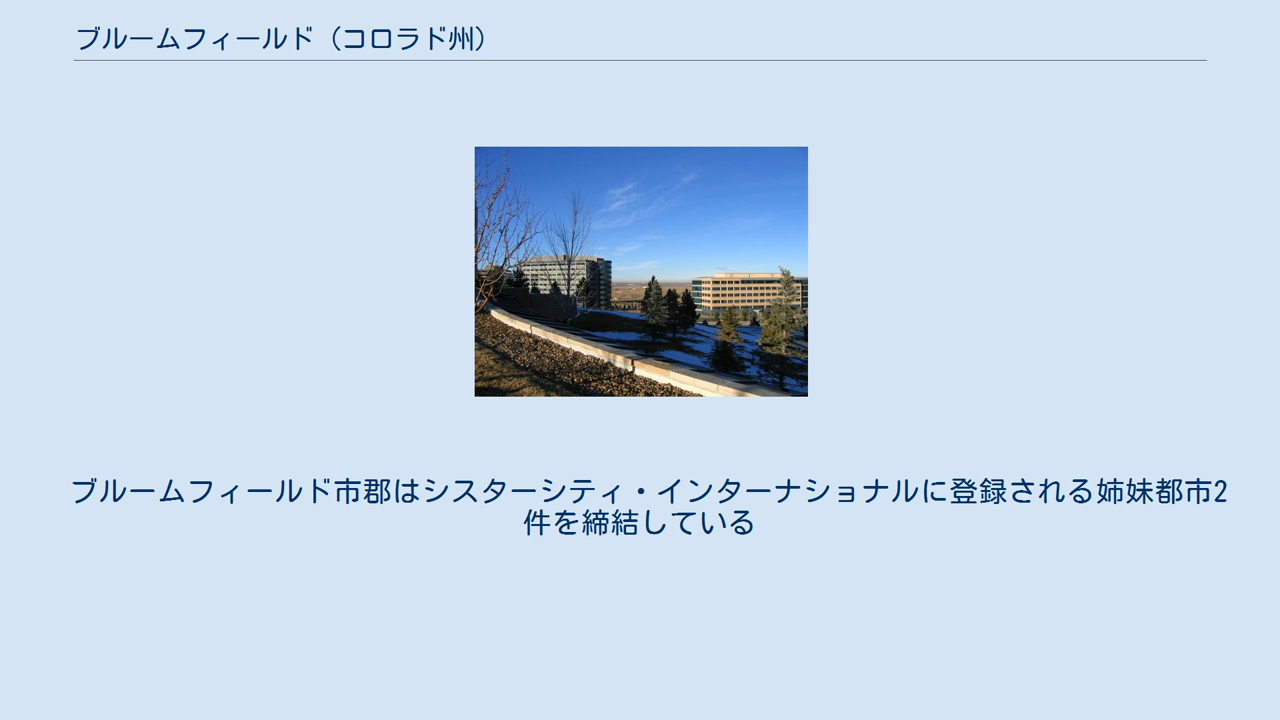 ブルームフィールド（コロラド州）
ブルームフィールド市郡はシスターシティ・インターナショナルに登録される姉妹都市2
件を締結している